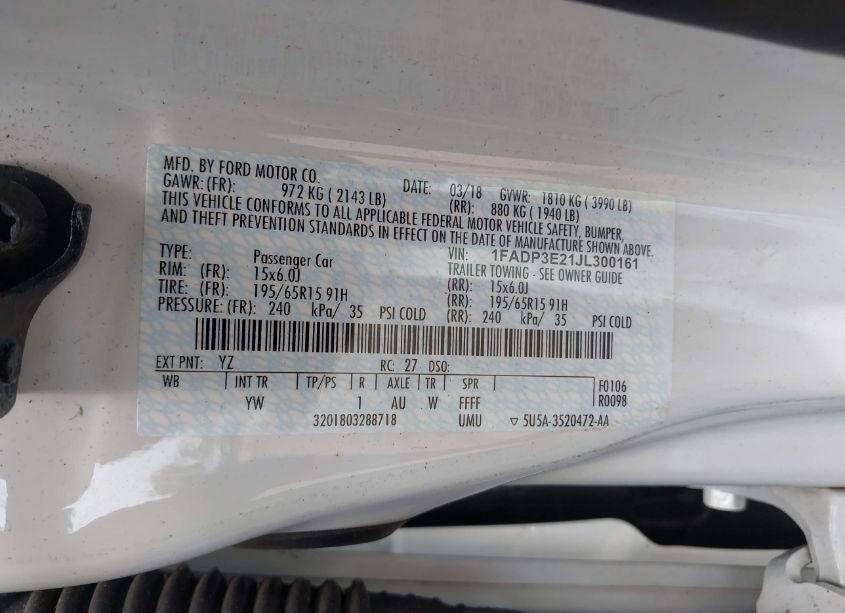 MFD. BY FORD MOTOR CO. DATE: 03/18 GVWR: 1810 KG ( 3990 LB)
GAWR: (FR): 972 KG ( 2143 LB) (RR): 880 KG ( 1940 LB)
THIS VEHICLE CONFORMS TO ALL APPLICABLE FEDERAL MOTOR VEHICLE SAFETY, BUMPER,
AND THEFT PREVENTION STANDARDS IN EFFECT ON THE DATE OF MANUFACTURE SHOWN ABOVE.
VIN: 1FADP3E21JL300161
TYPE: Passenger Car TRAILER TOWING - SEE OWNER GUIDE
RIM: (FR): 15x6.0J (RR): 15x6.0J
TIRE: (FR): 195/65R15 91H (RR): 195/65R15 91H
PRESSURE: (FR): 240 kPa/ 35 PSI COLD (RR): 240 kPa/ 35 PSI COLD
EXT PNT: YZ RC: 27 DSO:
WB INT TR TP/PS R AXLE TR SPR F0106
YW 1 AU W FFFF R0098
3201803288718 UMU ▽ 5U5A-3520472-AA